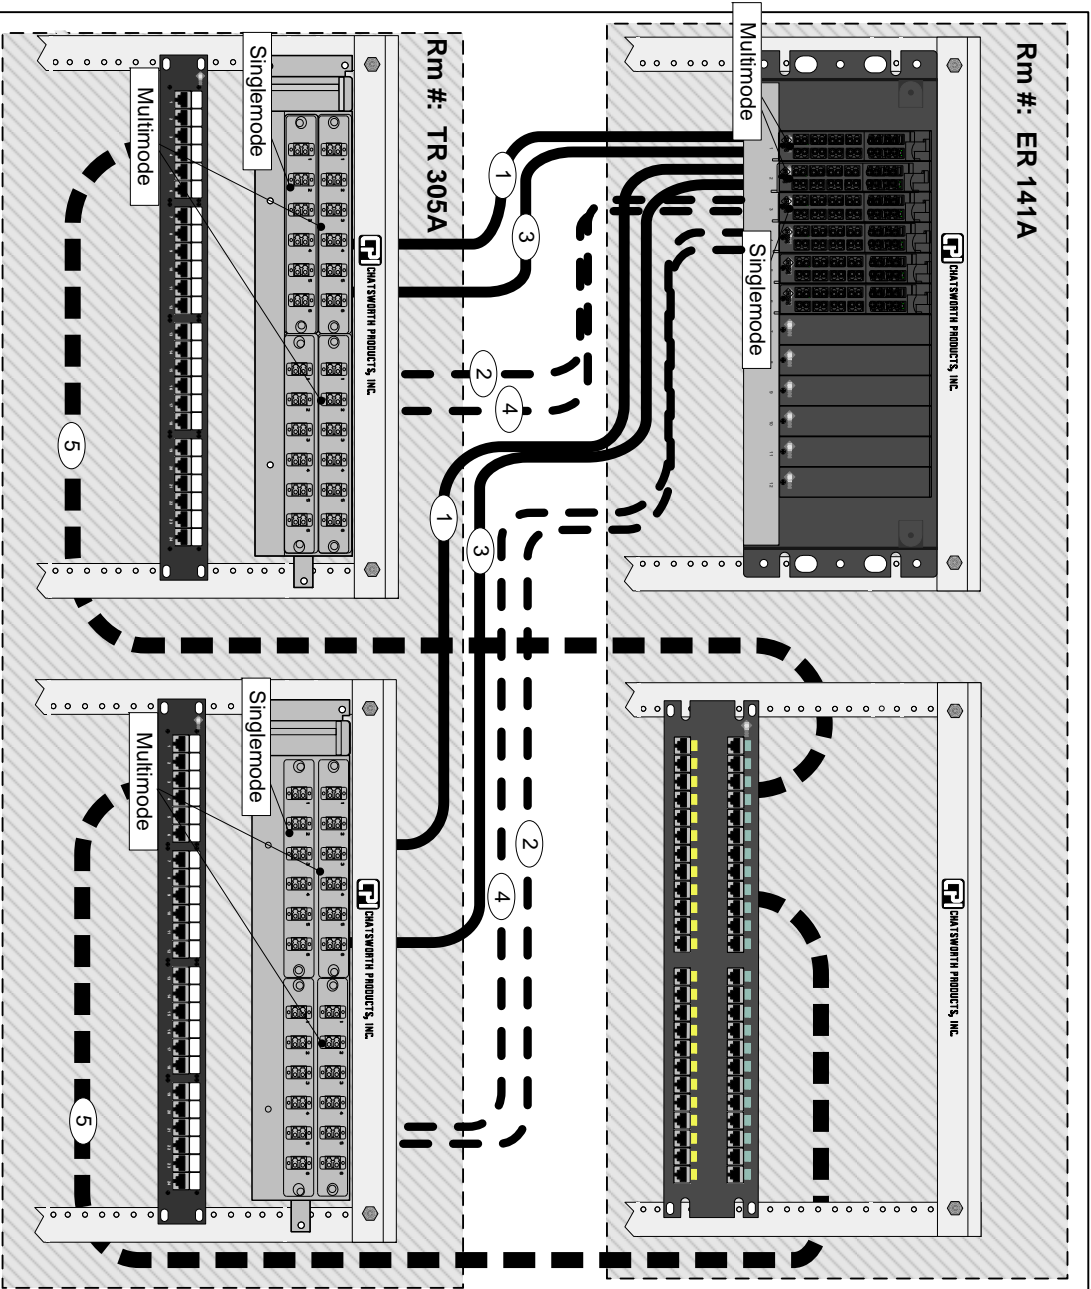 Rm #: ER 141A
CHATSWORTH PRODUCTS, INC.
CHATSWORTH PRODUCTS, INC.
Multimode
Singlemode
1
3
2
4
1
3
2
4
Rm #: TR 305A
CHATSWORTH PRODUCTS, INC.
CHATSWORTH PRODUCTS, INC.
Singlemode
Multimode
Singlemode
Multimode
5
5